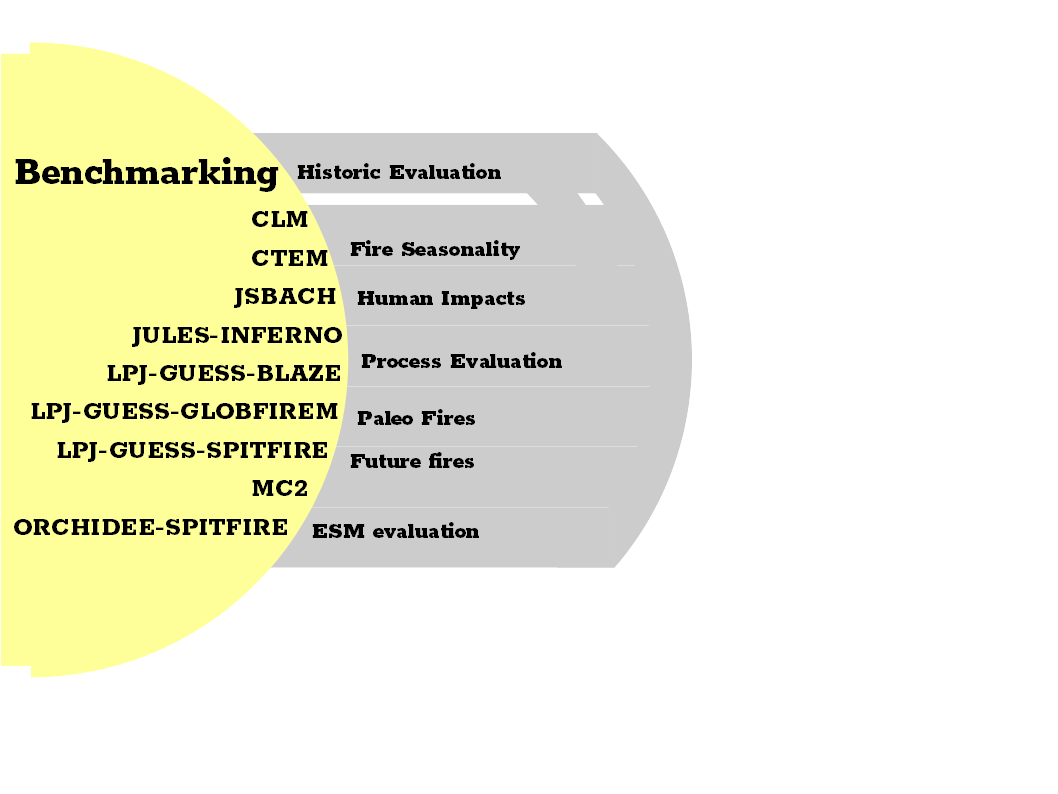 Benchmarking
CLM
CTEM
JSBACH
JULES-INFERNO
LPJ-GUESS-BLAZE
LPJ-GUESS-GLOBFIREM
LPJ-GUESS-SPITFIRE
MC2
ORCHIDEE-SPITFIRE
Historic Evaluation
Fire Seasonality
Human Impacts
Process Evaluation
Paleo Fires
Future fires
ESM evaluation